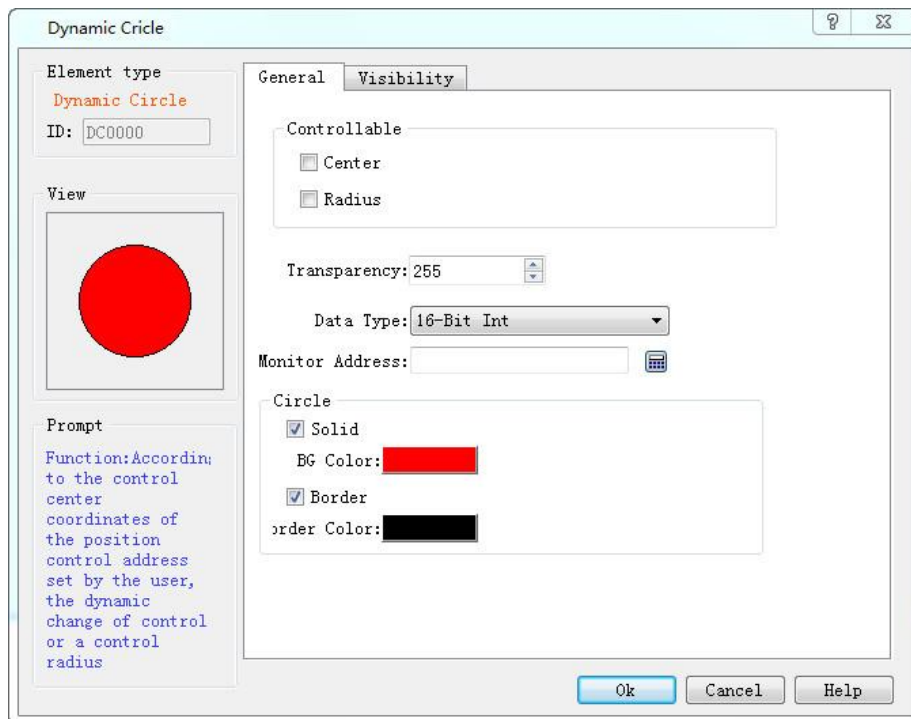 Dynamic Cricle
Element type
Dynamic Circle
ID: DC0000
View
Prompt
Function:Accordin
to the control
center
coordinates of
the position
control address
set by the user,
the dynamic
change of control
or a control
radius
General
Visibility
Controllable
Center
Radius
Transparency: 255
Data Type: 16-Bit Int
Monitor Address:
Circle
Solid
BG Color:
Border
order Color:
Ok
Cancel
Help